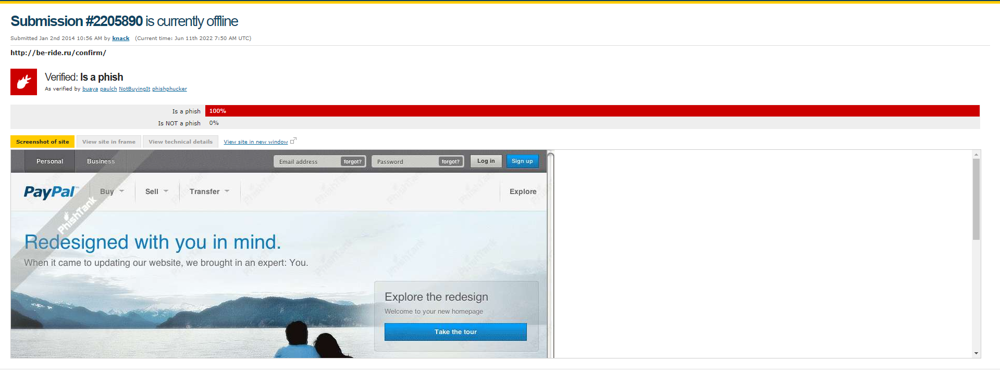 Submission #2205890 is currently offline
Submitted Jan 2nd 2014 10:56 AM by knack (Current time: Jun 11th 2022 7:50 AM UTC)
http://be-ride.ru/confirm/
Verified: Is a phish
As verified by buaya paulch NotBuyingIt phishphucker
Is a phish 100%
Is NOT a phish 0%
Screenshot of site View site in frame View technical details View site in new window
Personal Business Email address forgot? Password forgot? Log in Sign up
PayPal™ Buy Sell Transfer Explore
PhishTank
Redesigned with you in mind.
When it came to updating our website, we brought in an expert: You.
Explore the redesign
Welcome to your new homepage
Take the tour